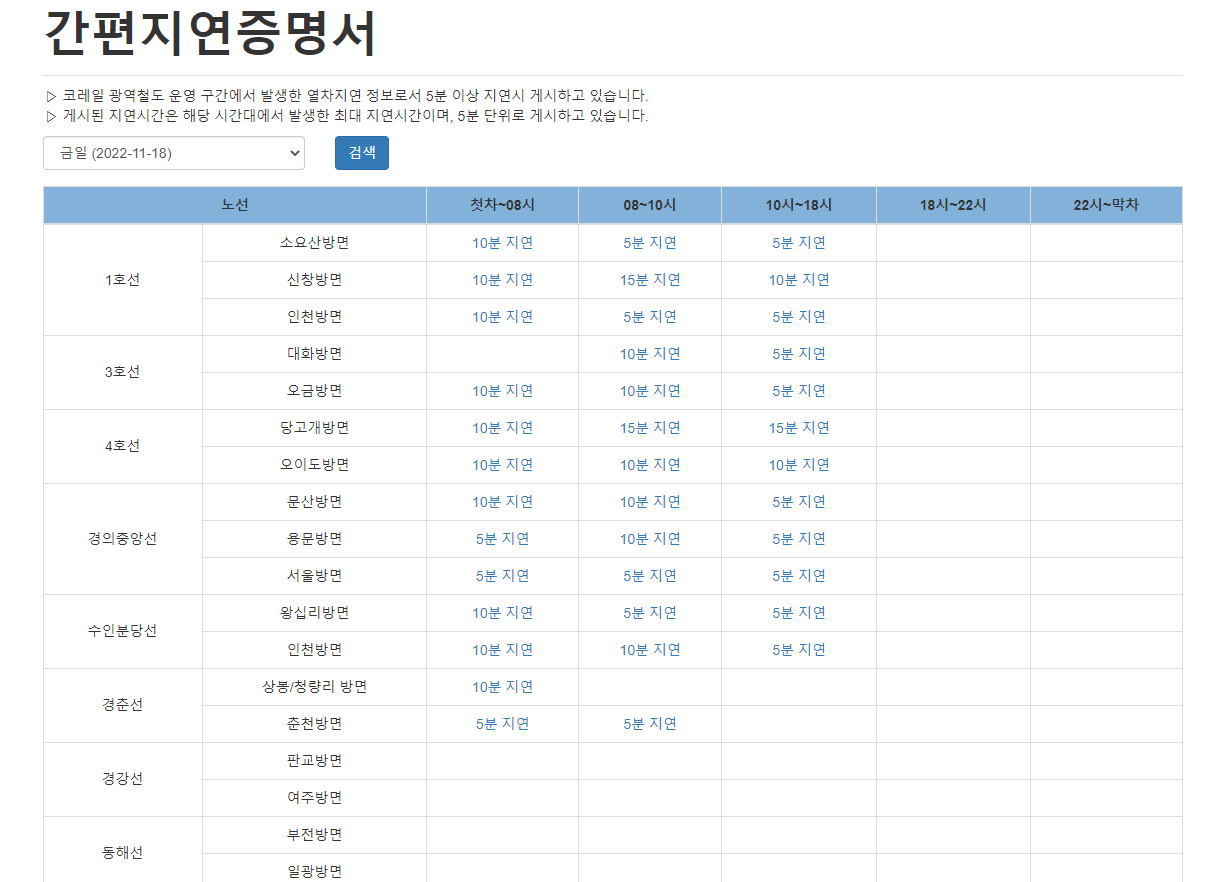 간편지연증명서
▷ 코레일 광역철도 운영 구간에서 발생한 열차지연 정보로서 5분 이상 지연시 게시하고 있습니다.
▷ 게시된 지연시간은 해당 시간대에서 발생한 최대 지연시간이며, 5분 단위로 게시하고 있습니다.
금일 (2022-11-18) 검색
노선 첫차~08시 08~10시 10시~18시 18시~22시 22시~막차
1호선 소요산방면 10분 지연 5분 지연 5분 지연
신창방면 10분 지연 15분 지연 10분 지연
인천방면 10분 지연 5분 지연 5분 지연
3호선 대화방면 10분 지연 5분 지연
오금방면 10분 지연 10분 지연 5분 지연
4호선 당고개방면 10분 지연 15분 지연 15분 지연
오이도방면 10분 지연 10분 지연 10분 지연
경의중앙선 문산방면 10분 지연 10분 지연 5분 지연
용문방면 5분 지연 10분 지연 5분 지연
서울방면 5분 지연 5분 지연 5분 지연
수인분당선 왕십리방면 10분 지연 5분 지연 5분 지연
인천방면 10분 지연 10분 지연 5분 지연
경춘선 상봉/청량리 방면 10분 지연
춘천방면 5분 지연 5분 지연
경강선 판교방면
여주방면
동해선 부전방면
일광방면